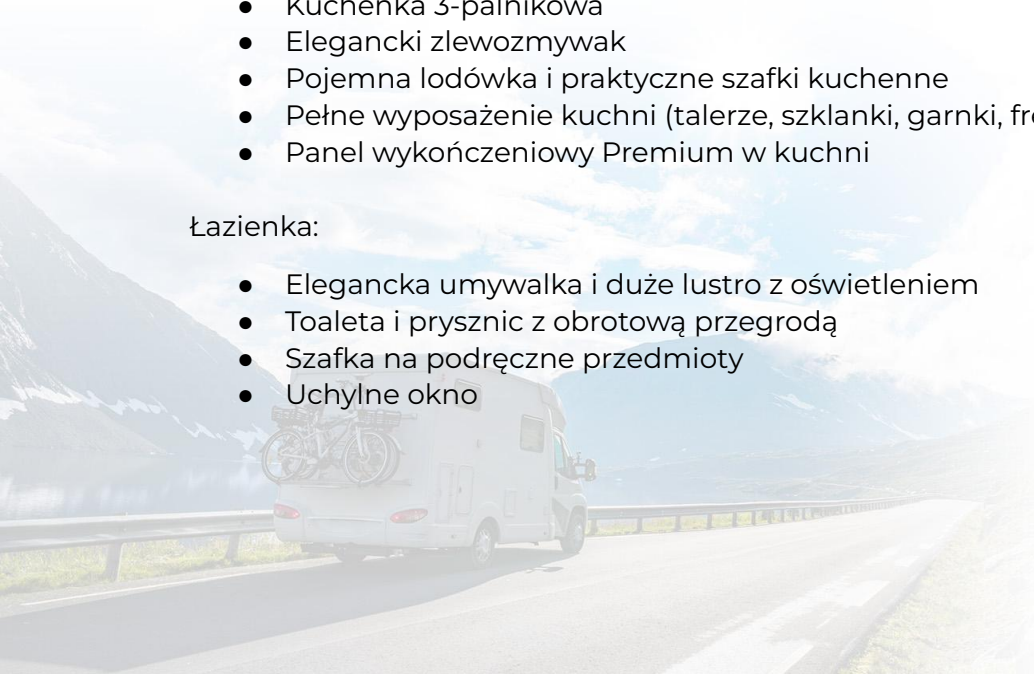 ● Kuchenka 3-palnikowa
● Elegancki zlewozmywak
● Pojemna lodówka i praktyczne szafki kuchenne
● Pełne wyposażenie kuchni (talerze, szklanki, garnki,
● Panel wykończeniowy Premium w kuchni
Łazienka:
● Elegancka umywalka i duże lustro z oświetleniem
● Toaleta i prysznic z obrotową przegrodą
● Szafka na podręczne przedmioty
● Uchylne okno